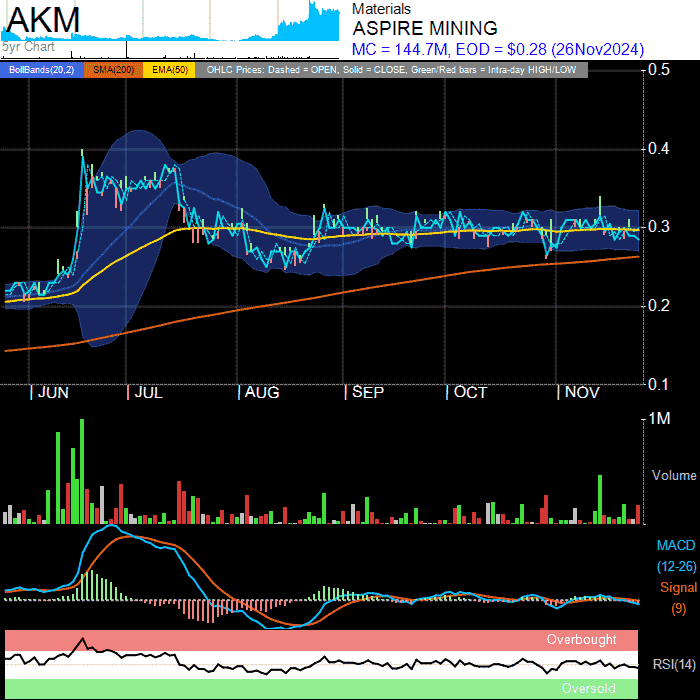 AKM
5yr Chart
Materials
ASPIRE MINING
MC = 144.7M, EOD = $0.28 (26Nov2024)
BollBands(20,2) SMA(200) EMA(50) OHLC Prices: Dashed = OPEN, Solid = CLOSE, Green/Red bars = Intra-day HIGH/LOW
0.5
0.4
0.3
0.2
0.1
| JUN | JUL | AUG | SEP | OCT | NOV
1M
Volume
MACD
(12-26)
Signal
(9)
Overbought
RSI(14)
Oversold